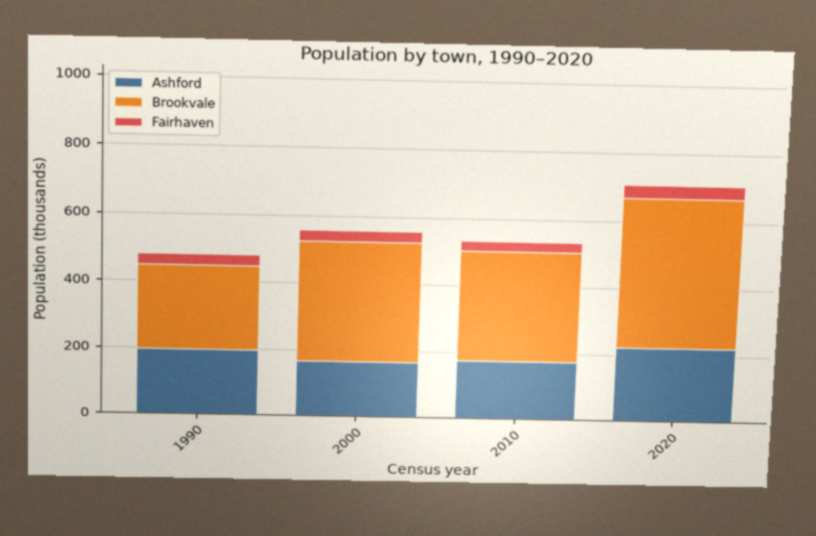 Population by town, 1990–2020
Ashford
Brookvale
Fairhaven
Population (thousands)
1000
800
600
400
200
0
1990
2000
2010
2020
Census year